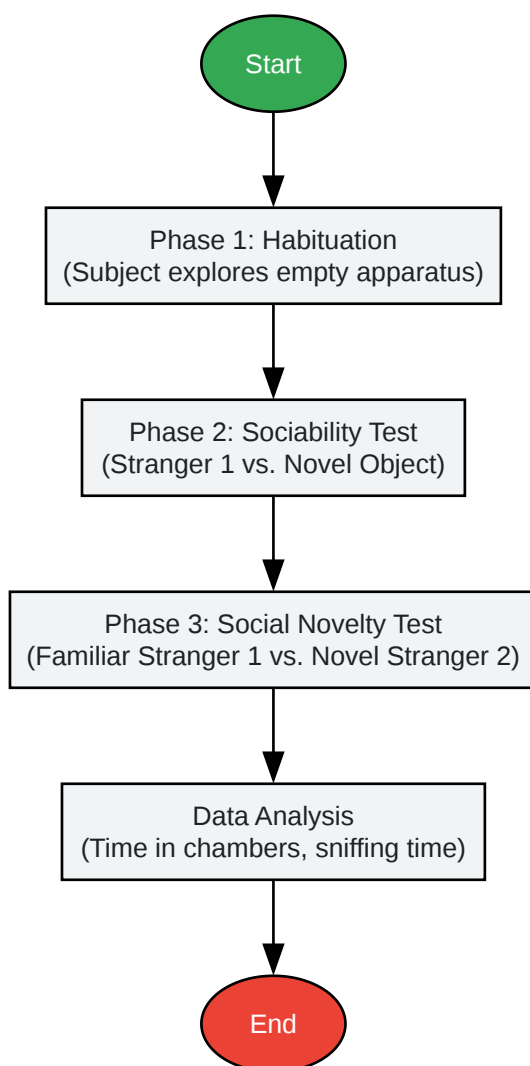 Start
Phase 1: Habituation
(Subject explores empty apparatus)
Phase 2: Sociability Test
(Stranger 1 vs. Novel Object)
Phase 3: Social Novelty Test
(Familiar Stranger 1 vs. Novel Stranger 2)
Data Analysis
(Time in chambers, sniffing time)
End